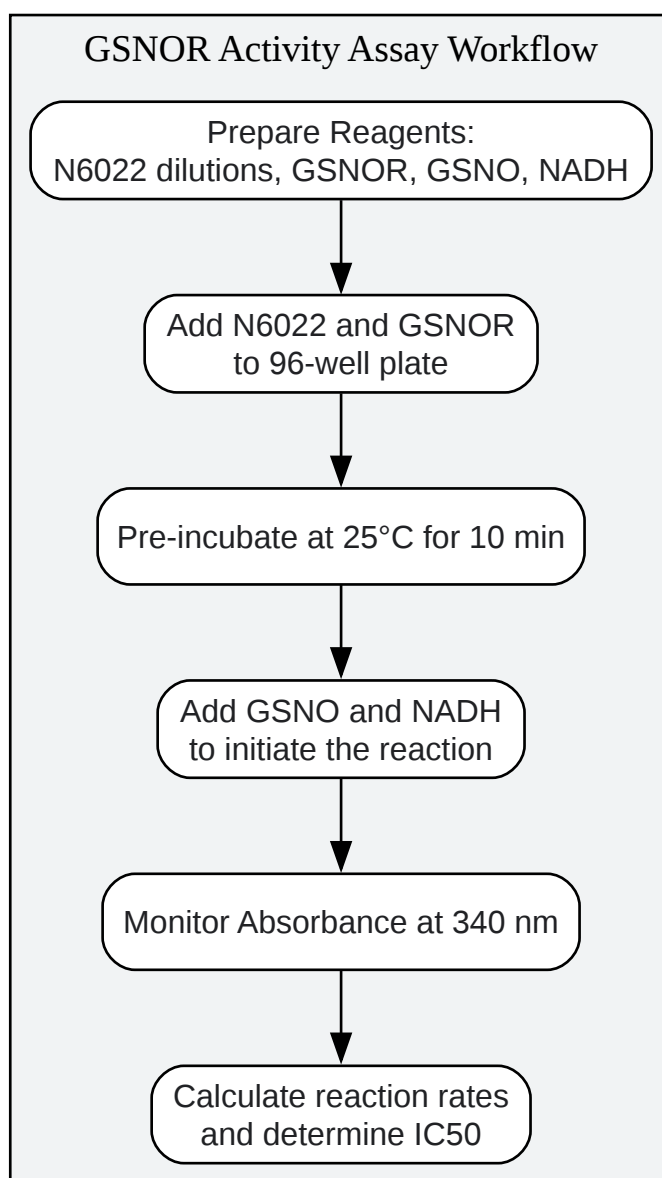 GSNOR Activity Assay Workflow
Prepare Reagents:
N6022 dilutions, GSNOR, GSNO, NADH
Add N6022 and GSNOR
to 96-well plate
Pre-incubate at 25°C for 10 min
Add GSNO and NADH
to initiate the reaction
Monitor Absorbance at 340 nm
Calculate reaction rates
and determine IC50